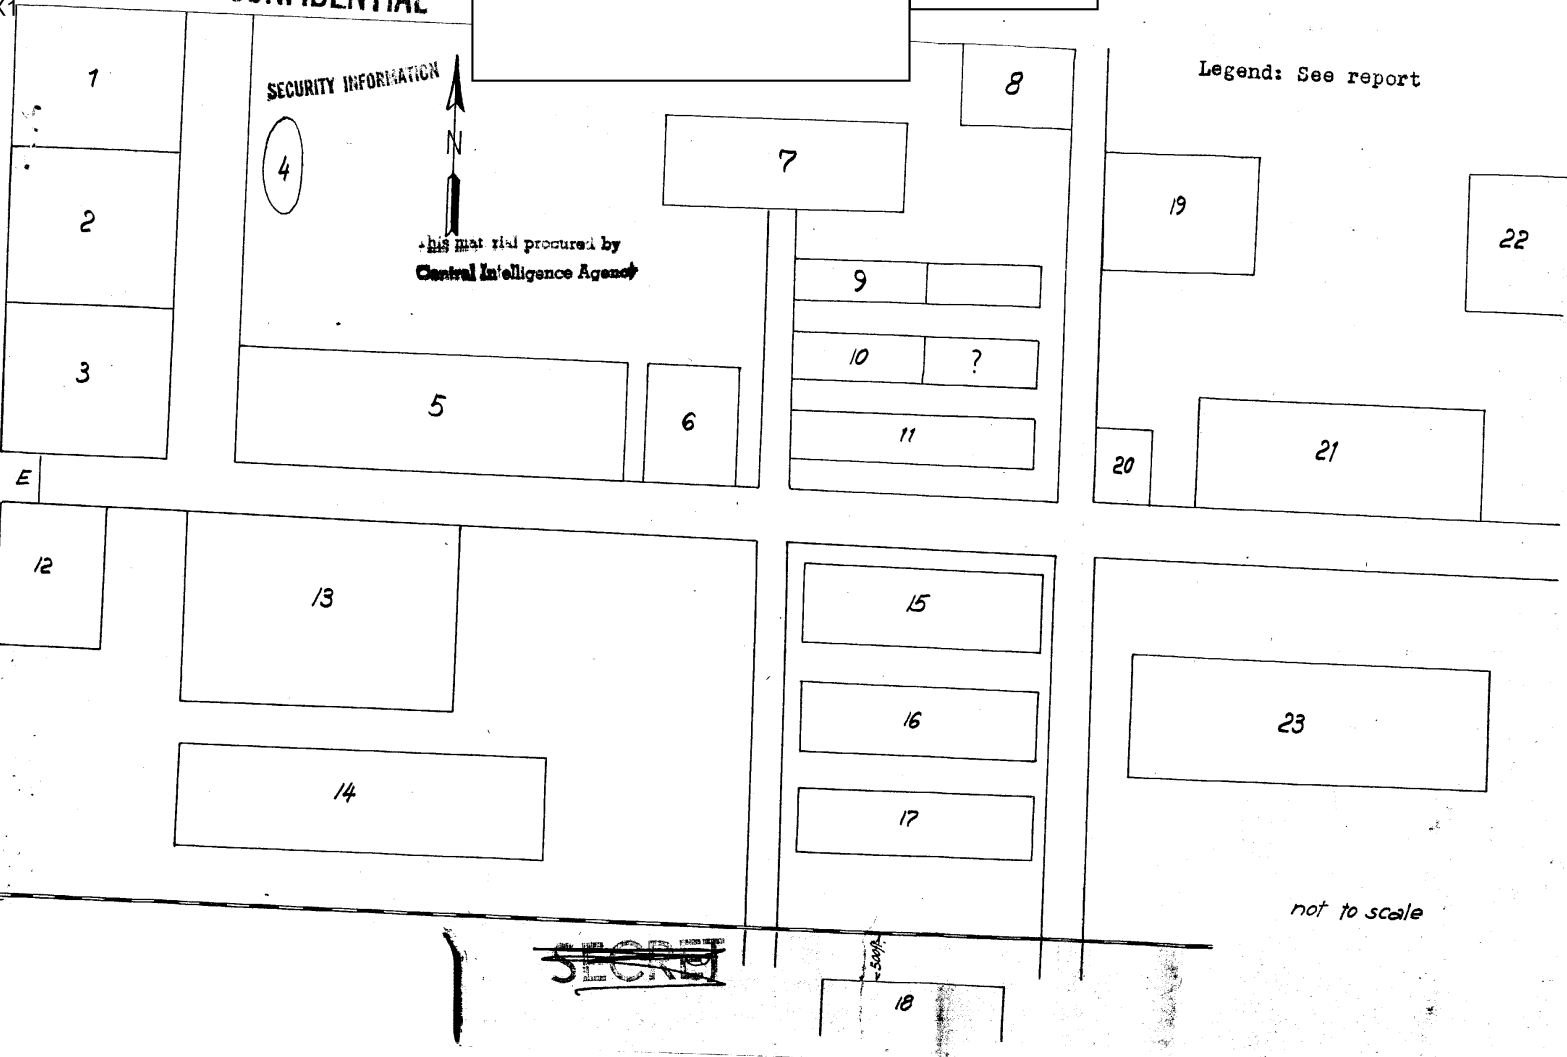 CONFIDENTIAL
Legend: See report
SECURITY INFORMATION
1
8
N
7
4
19
2
22
This material procured by
Central Intelligence Agency
9
10
?
3
5
6
11
21
20
E
12
13
15
16
23
14
17
not to scale
SECRET
500ft.
18